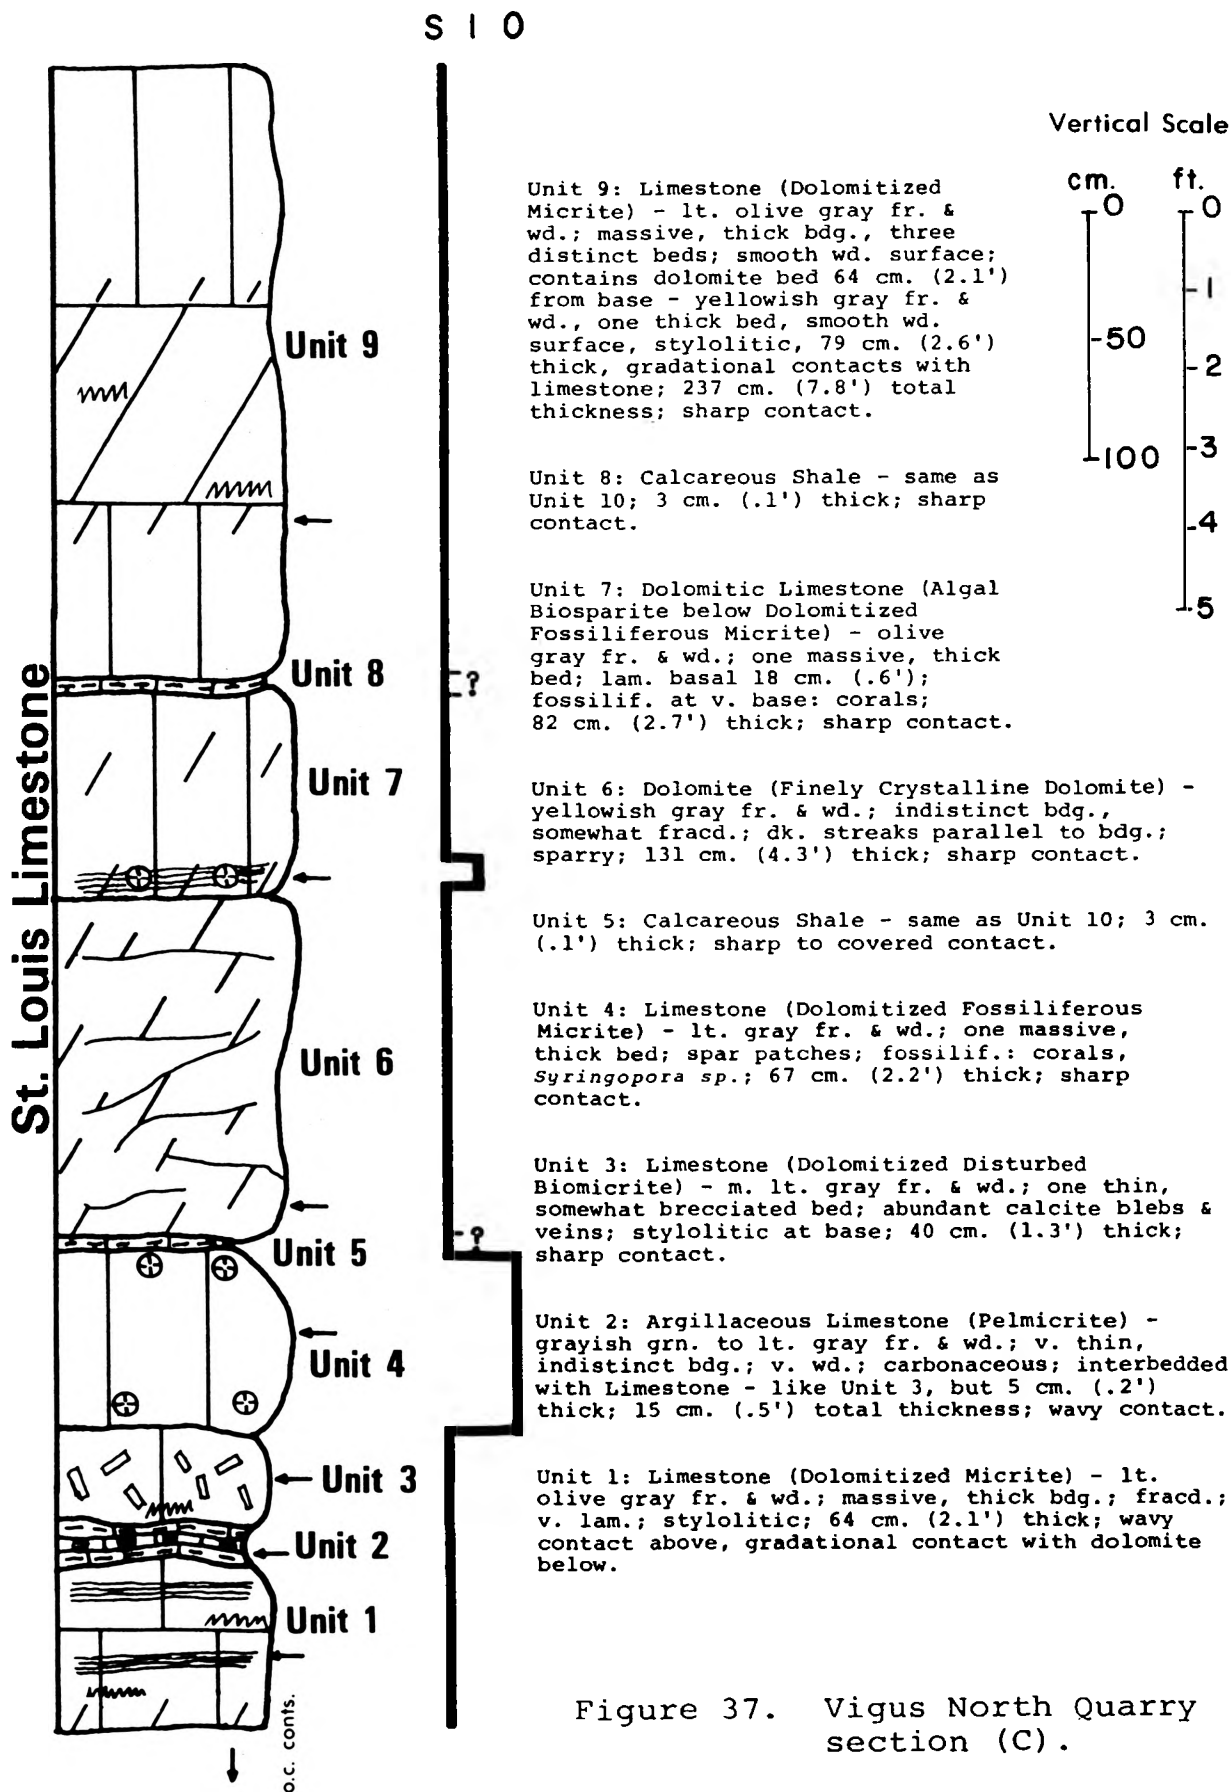 S I O
Vertical Scale
cm.
ft.
0
50
100
0
1
2
3
4
5
St. Louis Limestone
Unit 9
Unit 8
Unit 7
Unit 6
Unit 5
Unit 4
Unit 3
Unit 2
Unit 1
?
?
o.c. conts.
Unit 9: Limestone (Dolomitized
Micrite) - lt. olive gray fr. &
wd.; massive, thick bdg., three
distinct beds; smooth wd. surface;
contains dolomite bed 64 cm. (2.1')
from base - yellowish gray fr. &
wd., one thick bed, smooth wd.
surface, stylolitic, 79 cm. (2.6')
thick, gradational contacts with
limestone; 237 cm. (7.8') total
thickness; sharp contact.
Unit 8: Calcareous Shale - same as
Unit 10; 3 cm. (.1') thick; sharp
contact.
Unit 7: Dolomitic Limestone (Algal
Biosparite below Dolomitized
Fossiliferous Micrite) - olive
gray fr. & wd.; one massive, thick
bed; lam. basal 18 cm. (.6');
fossilif. at v. base: corals;
82 cm. (2.7') thick; sharp contact.
Unit 6: Dolomite (Finely Crystalline Dolomite) -
yellowish gray fr. & wd.; indistinct bdg.,
somewhat fracd.; dk. streaks parallel to bdg.;
sparry; 131 cm. (4.3') thick; sharp contact.
Unit 5: Calcareous Shale - same as Unit 10; 3 cm.
(.1') thick; sharp to covered contact.
Unit 4: Limestone (Dolomitized Fossiliferous
Micrite) - lt. gray fr. & wd.; one massive,
thick bed; spar patches; fossilif.: corals,
Syringopora sp.; 67 cm. (2.2') thick; sharp
contact.
Unit 3: Limestone (Dolomitized Disturbed
Biomicrite) - m. lt. gray fr. & wd.; one thin,
somewhat brecciated bed; abundant calcite blebs &
veins; stylolitic at base; 40 cm. (1.3') thick;
sharp contact.
Unit 2: Argillaceous Limestone (Pelmicrite) -
grayish grn. to lt. gray fr. & wd.; v. thin,
indistinct bdg.; v. wd.; carbonaceous; interbedded
with Limestone - like Unit 3, but 5 cm. (.2')
thick; 15 cm. (.5') total thickness; wavy contact.
Unit 1: Limestone (Dolomitized Micrite) - lt.
olive gray fr. & wd.; massive, thick bdg.; fracd.;
v. lam.; stylolitic; 64 cm. (2.1') thick; wavy
contact above, gradational contact with dolomite
below.
Figure 37. Vigus North Quarry
section (C).